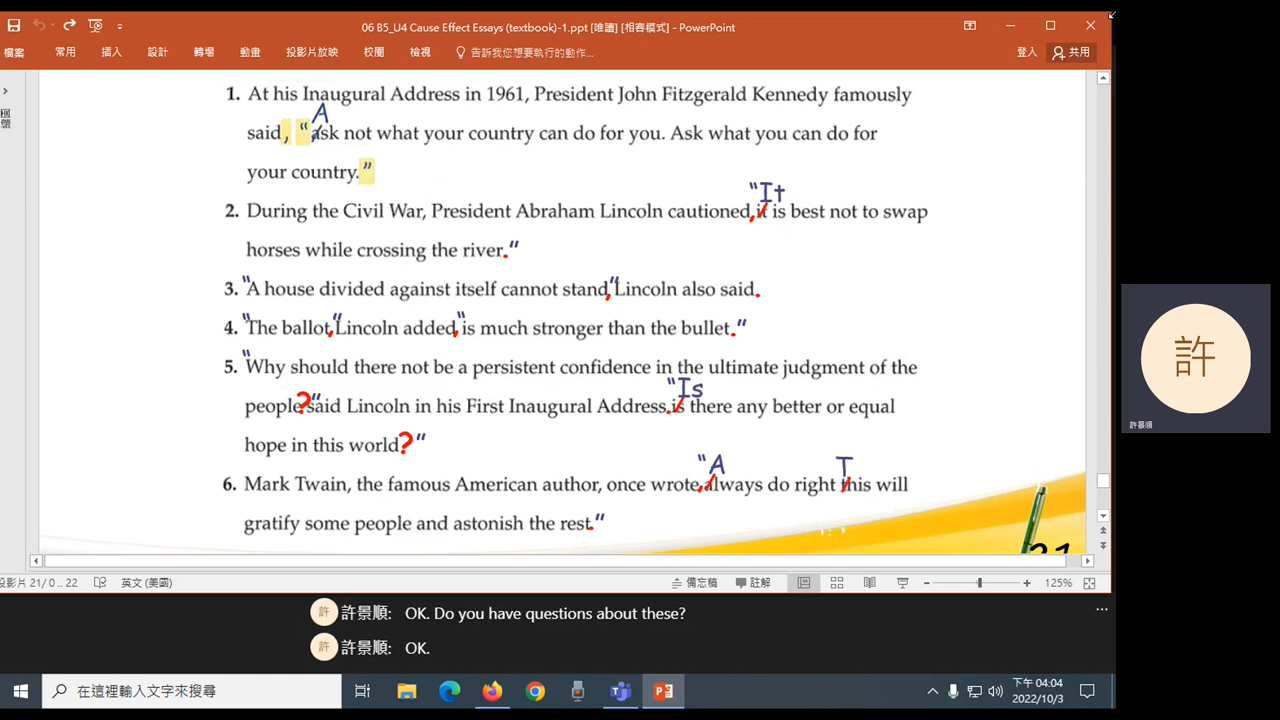 06 B5_U4 Cause Effect Essays (textbook)-1.ppt [唯讀] [相容模式] - PowerPoint
檔案 常用 插入 設計 轉場 動畫 投影片放映 校閱 檢視 告訴我您想要執行的動作... 登入 共用
1. At his Inaugural Address in 1961, President John Fitzgerald Kennedy famously
A
said, “ask not what your country can do for you. Ask what you can do for
your country.”
"It
2. During the Civil War, President Abraham Lincoln cautioned, it is best not to swap
horses while crossing the river."
3. "A house divided against itself cannot stand," Lincoln also said.
4. "The ballot," Lincoln added, "is much stronger than the bullet."
5. "Why should there not be a persistent confidence in the ultimate judgment of the
"Is
people?" said Lincoln in his First Inaugural Address. is there any better or equal
hope in this world?"
"A T
6. Mark Twain, the famous American author, once wrote, always do right this will
gratify some people and astonish the rest."
許
許景順
投影片 21/0 .. 22 英文 (美國) 備忘稿 註解 125%
許 許景順: OK. Do you have questions about these?
許 許景順: OK.
在這裡輸入文字來搜尋
下午 04:04
2022/10/3